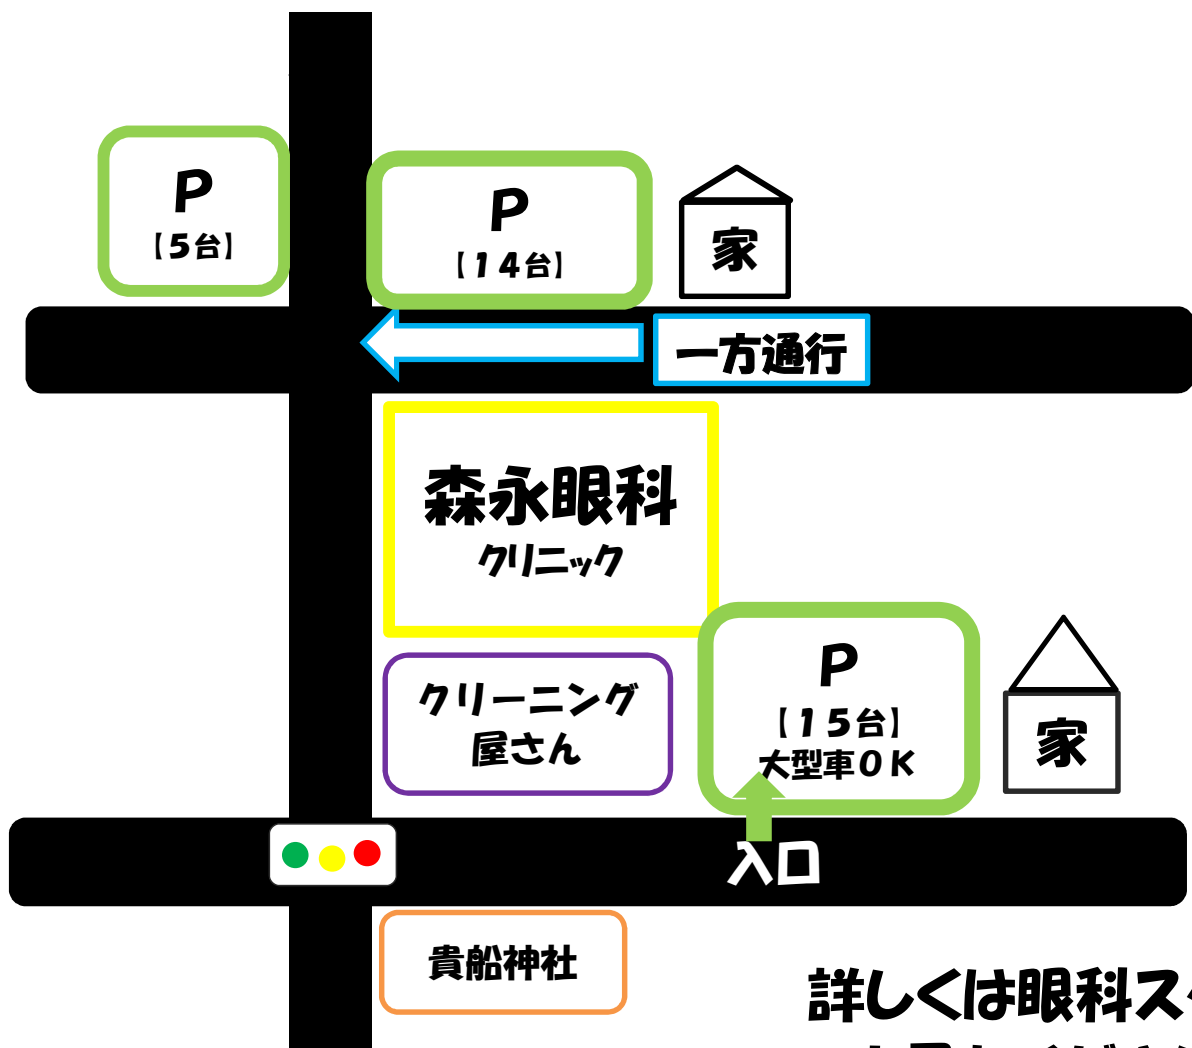 P
【5台】
P
【14台】
家
一方通行
森永眼科
クリニック
クリーニング
屋さん
P
【15台】
大型車OK
家
入口
貴船神社
詳しくは眼科ス